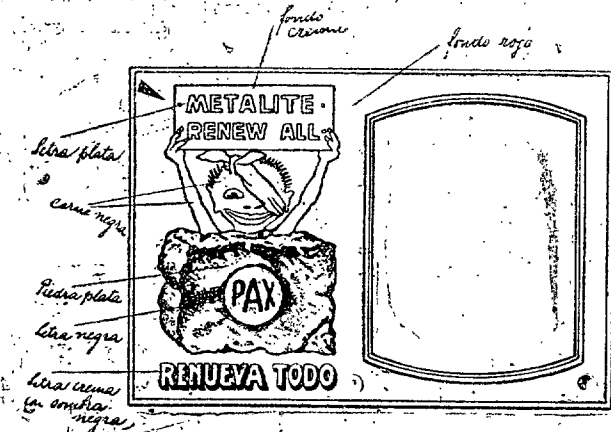 fondo
crema
fondo rojo
METALITE
RENEW ALL
Letra plata
Carne negra
Piedra plata
PAX
Letra negra
Letra crema
con sombra
negra
RENUEVA TODO